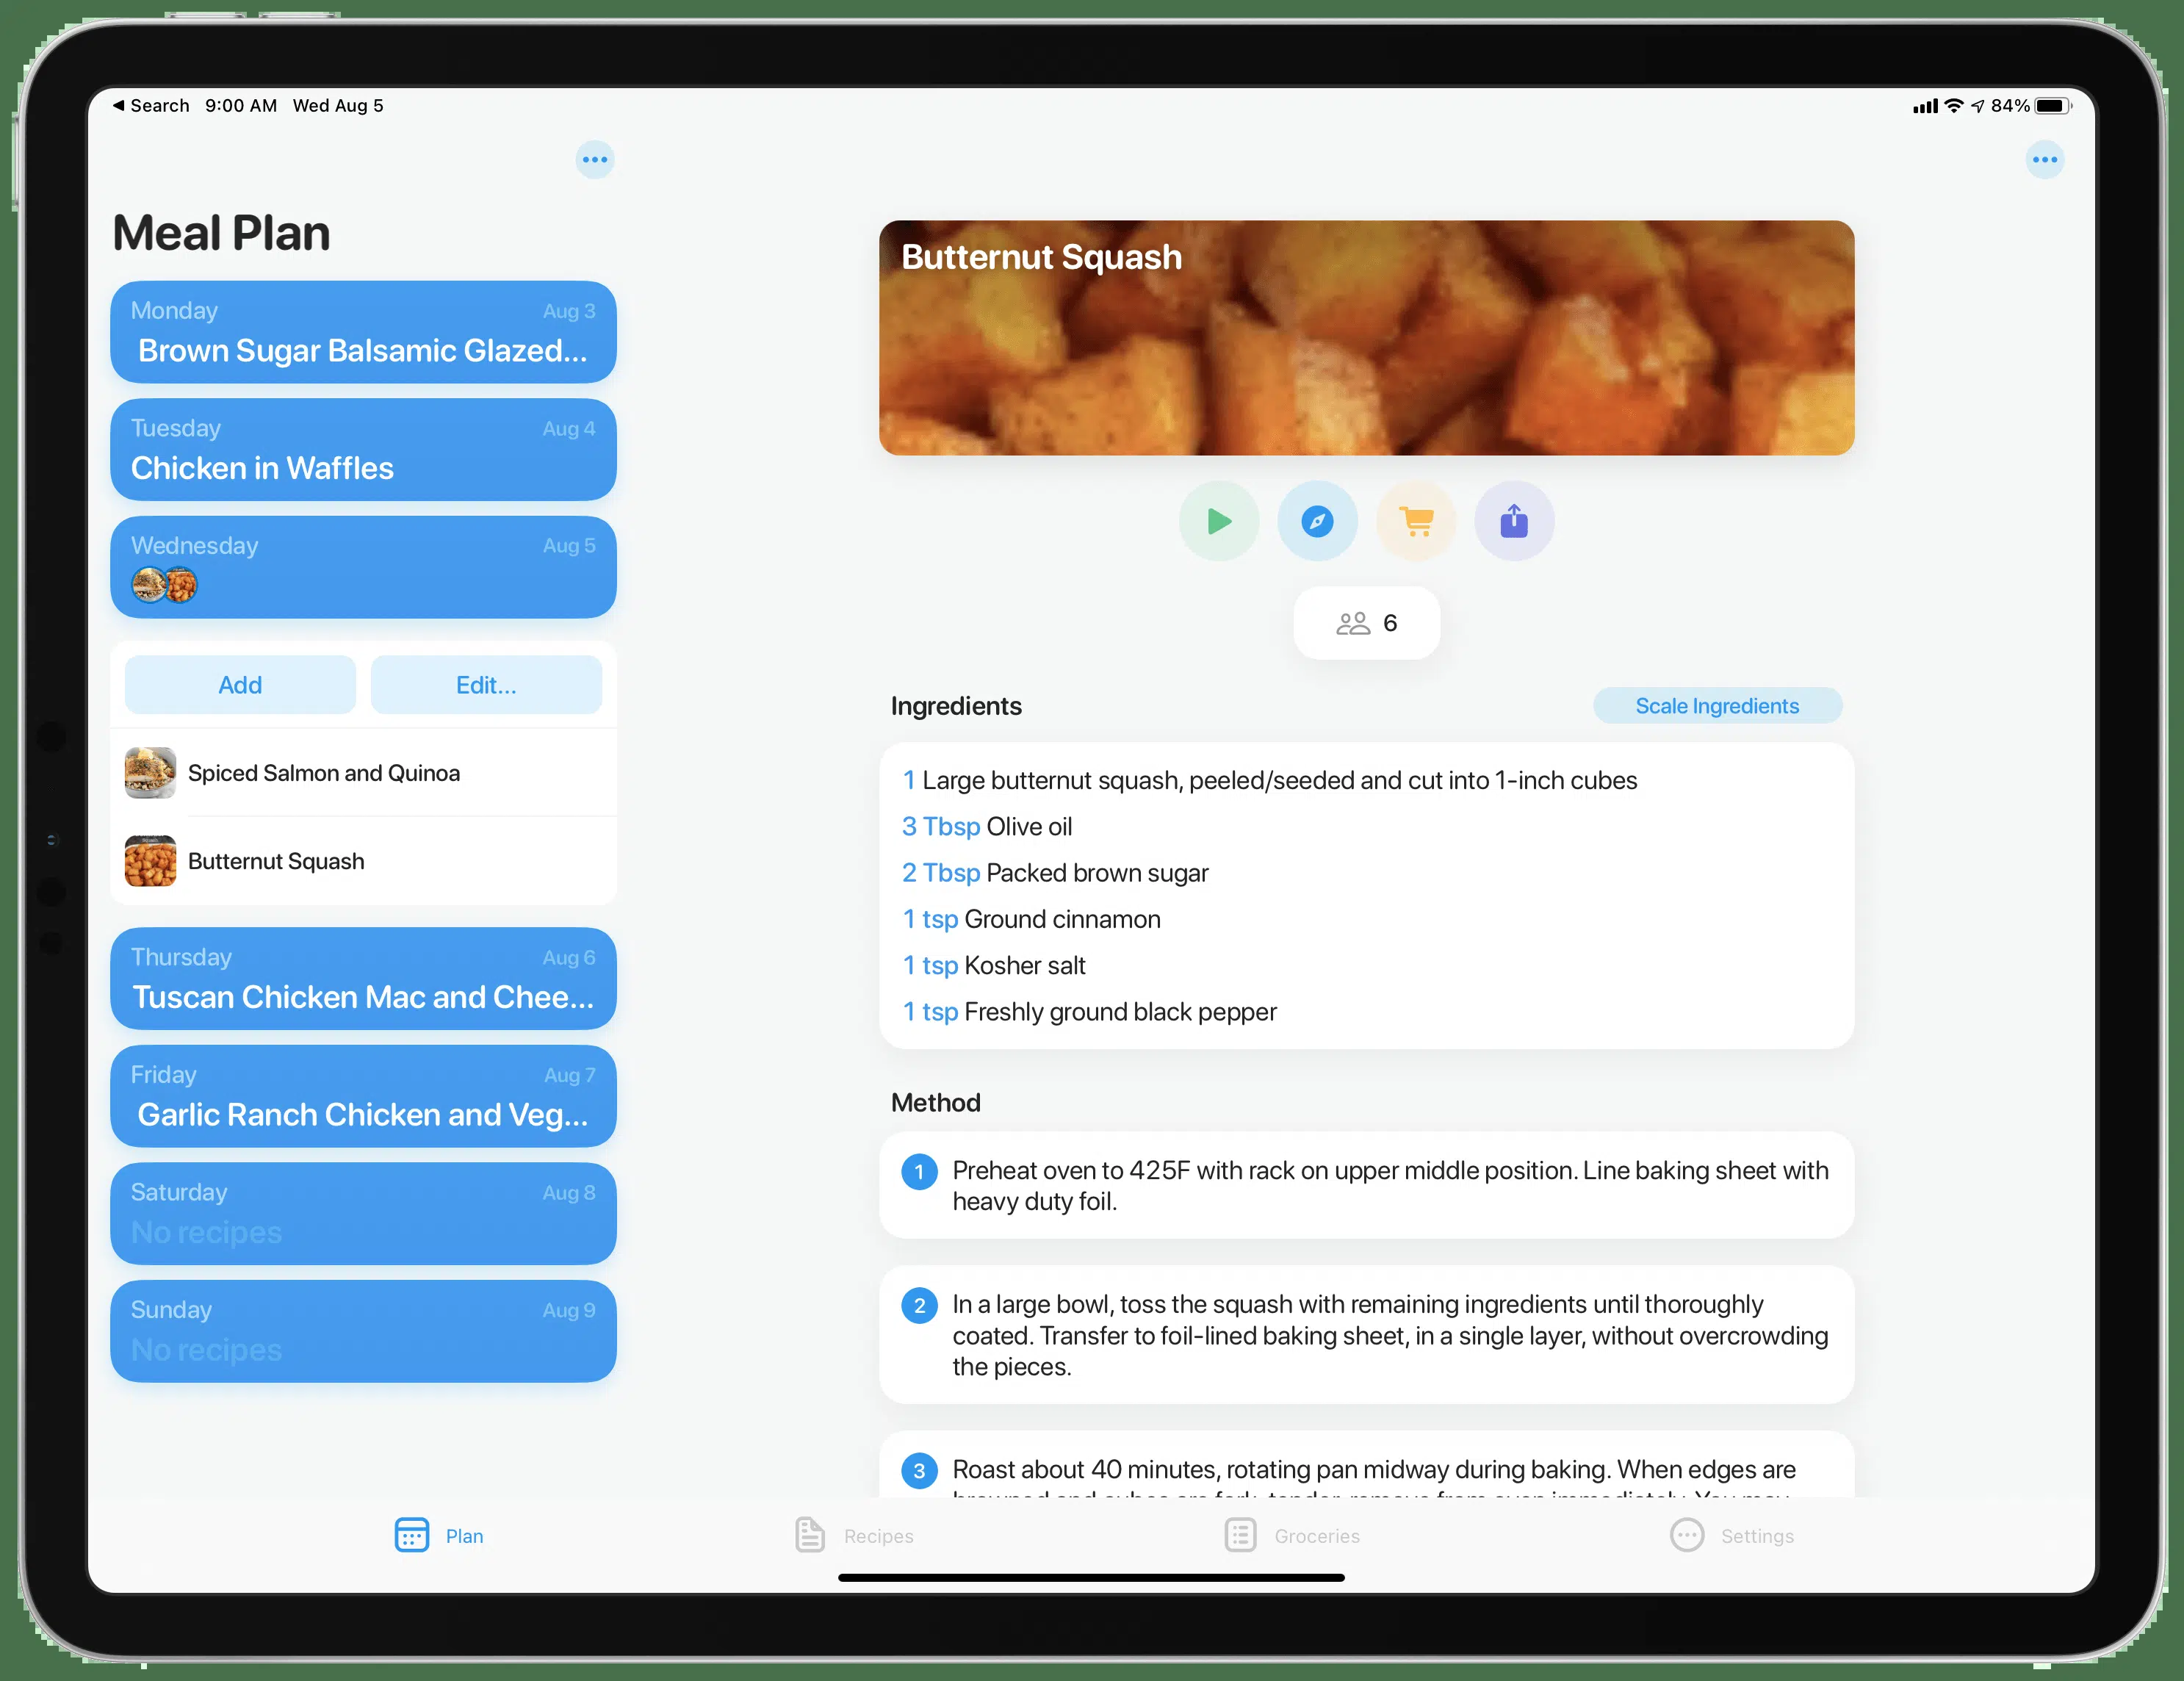 Search 9:00 AM Wed Aug 5
84%
Meal Plan
Monday Aug 3
Brown Sugar Balsamic Glazed...
Tuesday Aug 4
Chicken in Waffles
Wednesday Aug 5
Add Edit...
Spiced Salmon and Quinoa
Butternut Squash
Thursday Aug 6
Tuscan Chicken Mac and Chee...
Friday Aug 7
Garlic Ranch Chicken and Veg...
Saturday Aug 8
No recipes
Sunday Aug 9
No recipes
Butternut Squash
6
Ingredients Scale Ingredients
1 Large butternut squash, peeled/seeded and cut into 1-inch cubes
3 Tbsp Olive oil
2 Tbsp Packed brown sugar
1 tsp Ground cinnamon
1 tsp Kosher salt
1 tsp Freshly ground black pepper
Method
1 Preheat oven to 425F with rack on upper middle position. Line baking sheet with
heavy duty foil.
2 In a large bowl, toss the squash with remaining ingredients until thoroughly
coated. Transfer to foil-lined baking sheet, in a single layer, without overcrowding
the pieces.
3 Roast about 40 minutes, rotating pan midway during baking. When edges are
Plan Recipes Groceries Settings